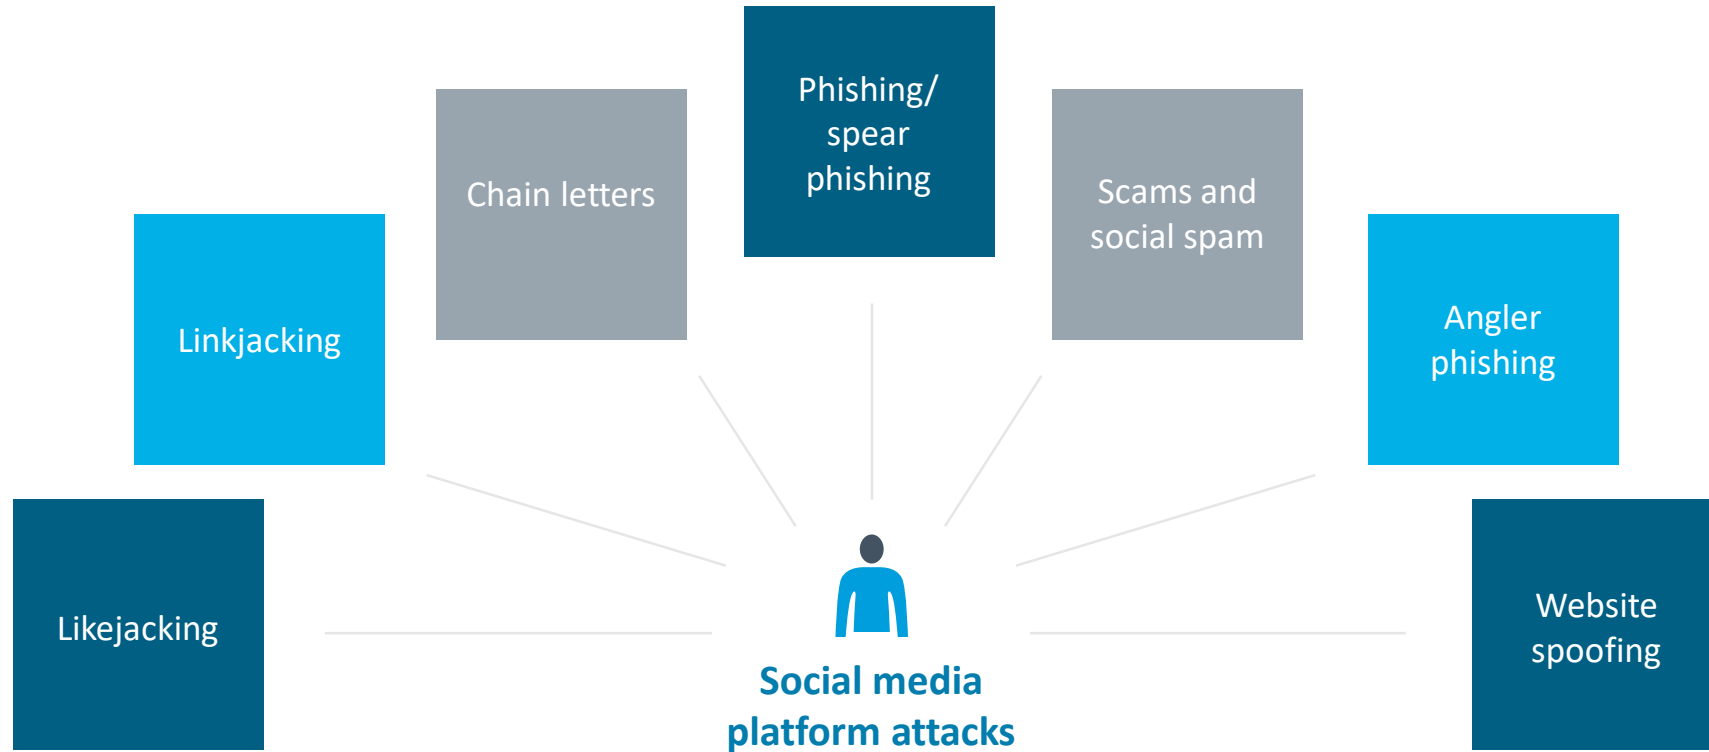 Phishing/
spear
phishing
Chain letters
Scams and
social spam
Linkjacking
Angler
phishing
Likejacking
Website
spoofing
Social media
platform attacks